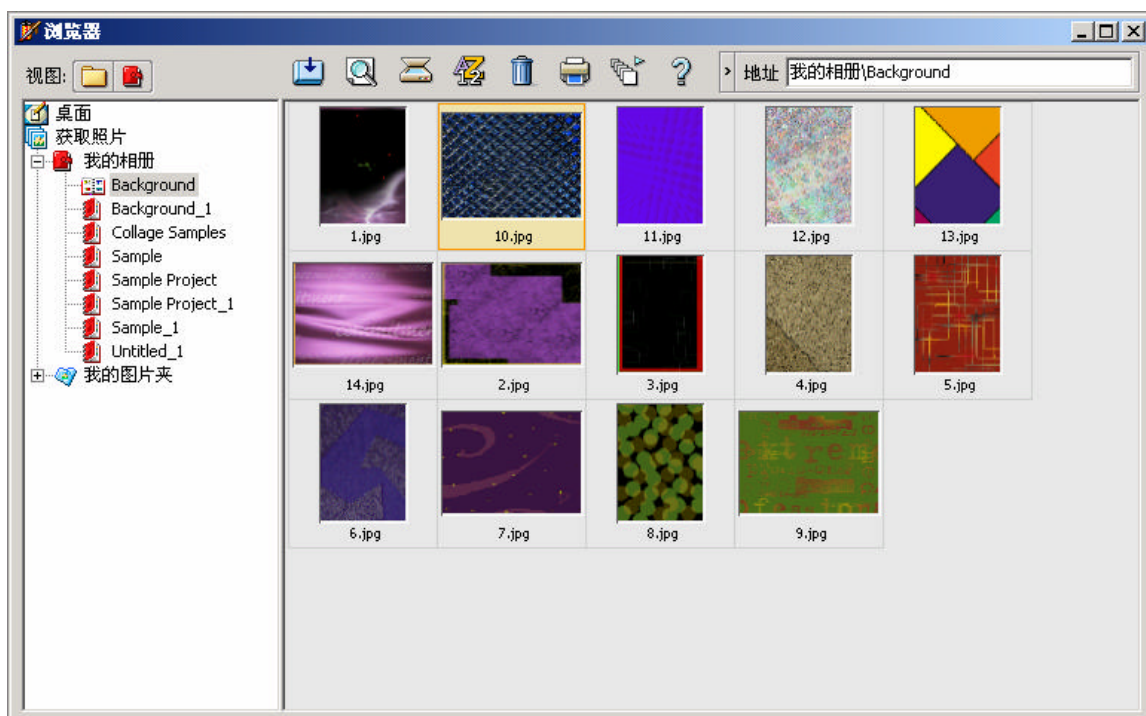 浏览器
视图:
地址 我的相册\Background
桌面
获取照片
我的相册
Background
Background_1
Collage Samples
Sample
Sample Project
Sample Project_1
Sample_1
Untitled_1
我的图片夹
1.jpg 10.jpg 11.jpg 12.jpg 13.jpg
14.jpg 2.jpg 3.jpg 4.jpg 5.jpg
6.jpg 7.jpg 8.jpg 9.jpg